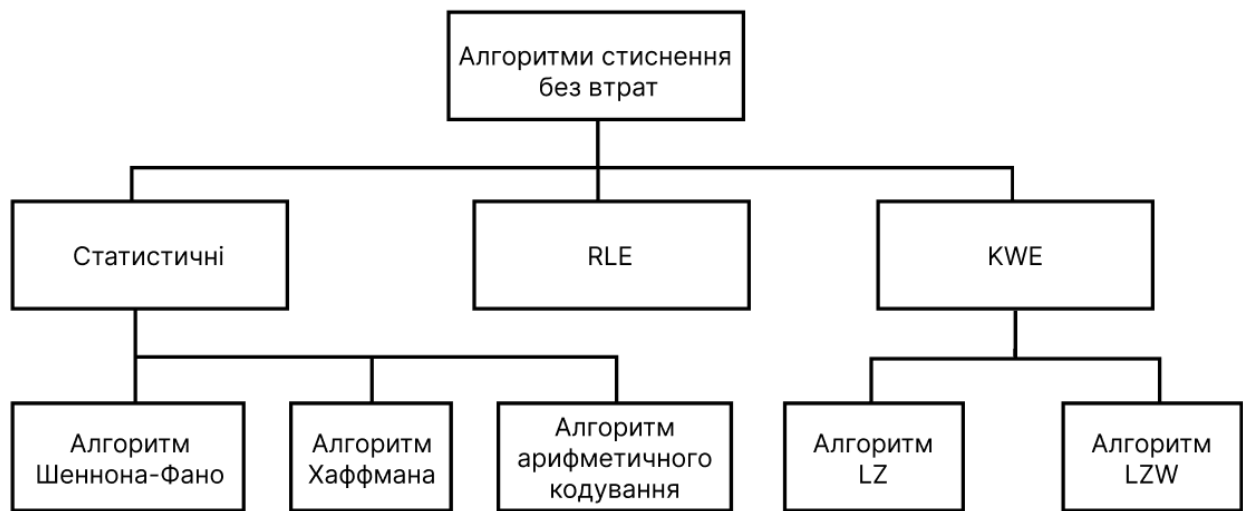 Алгоритми стиснення
без втрат
Статистичні
RLE
KWE
Алгоритм
Шеннона-Фано
Алгоритм
Хаффмана
Алгоритм
арифметичного
кодування
Алгоритм
LZ
Алгоритм
LZW